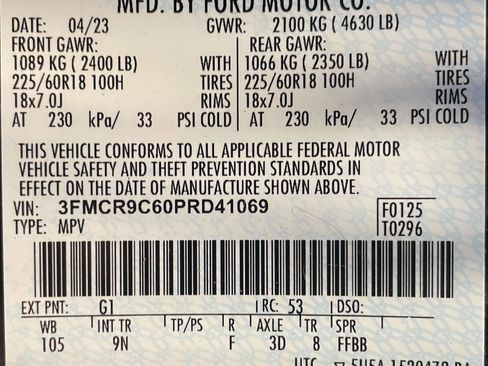 MFD. BY FORD MOTOR CO.
DATE: 04/23 GVWR: 2100 KG ( 4630 LB)
FRONT GAWR: REAR GAWR:
1089 KG ( 2400 LB) WITH 1066 KG ( 2350 LB) WITH
225/60R18 100H TIRES 225/60R18 100H TIRES
18x7.0J RIMS 18x7.0J RIMS
AT 230 kPa/ 33 PSI COLD AT 230 kPa/ 33 PSI COLD
THIS VEHICLE CONFORMS TO ALL APPLICABLE FEDERAL MOTOR
VEHICLE SAFETY AND THEFT PREVENTION STANDARDS IN
EFFECT ON THE DATE OF MANUFACTURE SHOWN ABOVE.
VIN: 3FMCR9C60PRD41069 F0125
TYPE: MPV T0296
EXT PNT: G1 RC: 53 DSO:
WB INT TR TP/PS R AXLE TR SPR
105 9N F 3D 8 FFBB
UTC